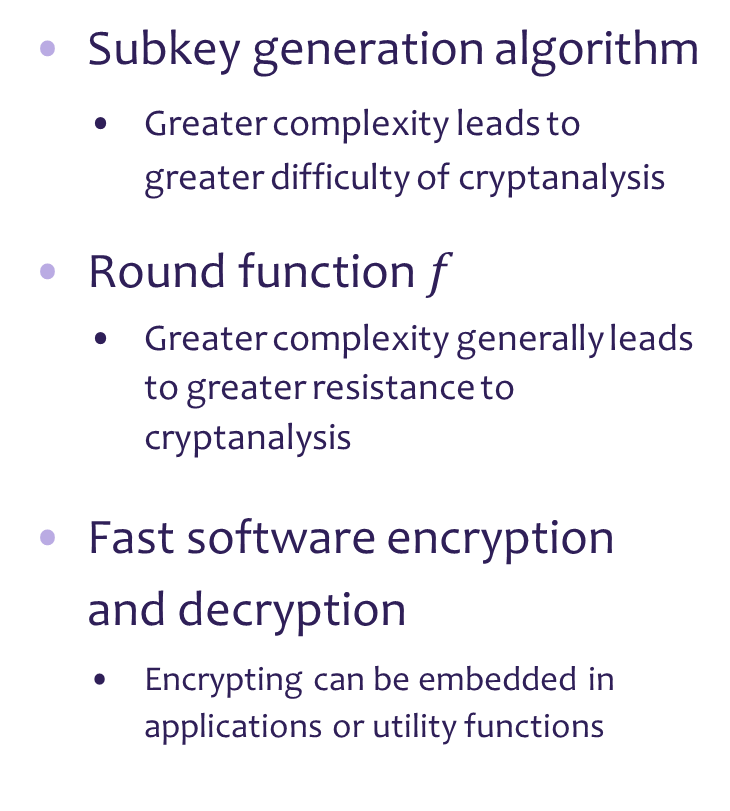 • Subkey generation algorithm
• Greater complexity leads to
greater difficulty of cryptanalysis
• Round function f
• Greater complexity generally leads
to greater resistance to
cryptanalysis
• Fast software encryption
and decryption
• Encrypting can be embedded in
applications or utility functions